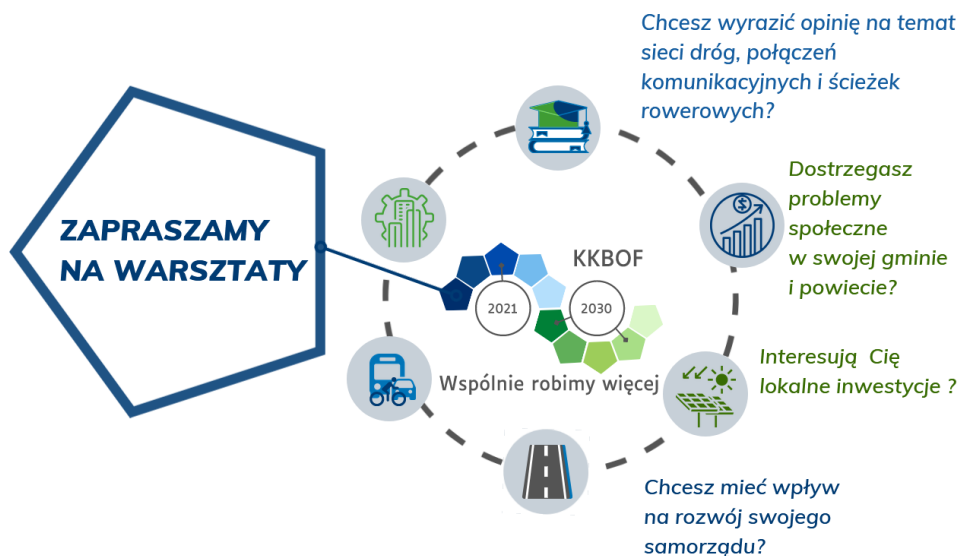 Chcesz wyrazić opinię na temat
sieci dróg, połączeń
komunikacyjnych i ścieżek
rowerowych?
Dostrzegasz
problemy
społeczne
w swojej gminie
i powiecie?
ZAPRASZAMY
NA WARSZTATY
KKBOF
2021
2030
Wspólnie robimy więcej
Interesują Cię
lokalne inwestycje ?
Chcesz mieć wpływ
na rozwój swojego
samorządu?